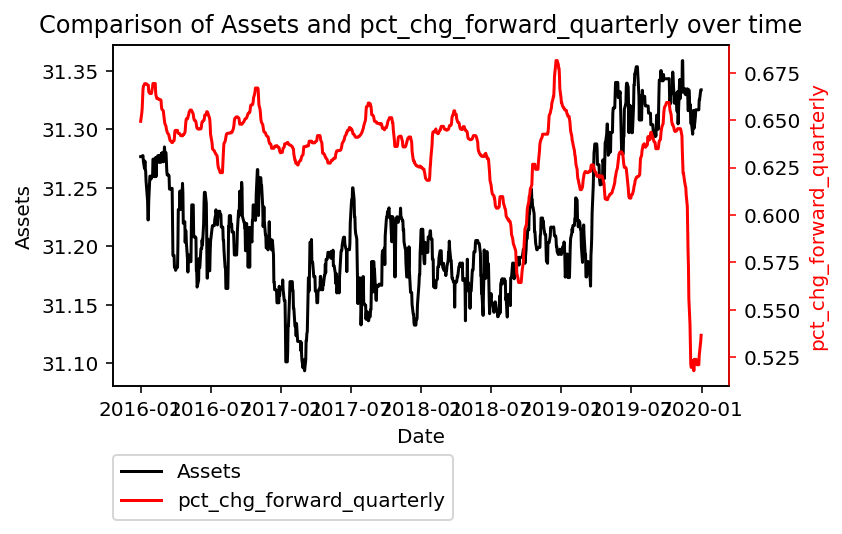 Comparison of Assets and pct_chg_forward_quarterly over time
Assets
31.35
31.30
31.25
31.20
31.15
31.10
0.675
0.650
0.625
0.600
0.575
0.550
0.525
pct_chg_forward_quarterly
2016-01 2016-07 2017-01 2017-07 2018-01 2018-07 2019-01 2019-07 2020-01
Date
Assets
pct_chg_forward_quarterly